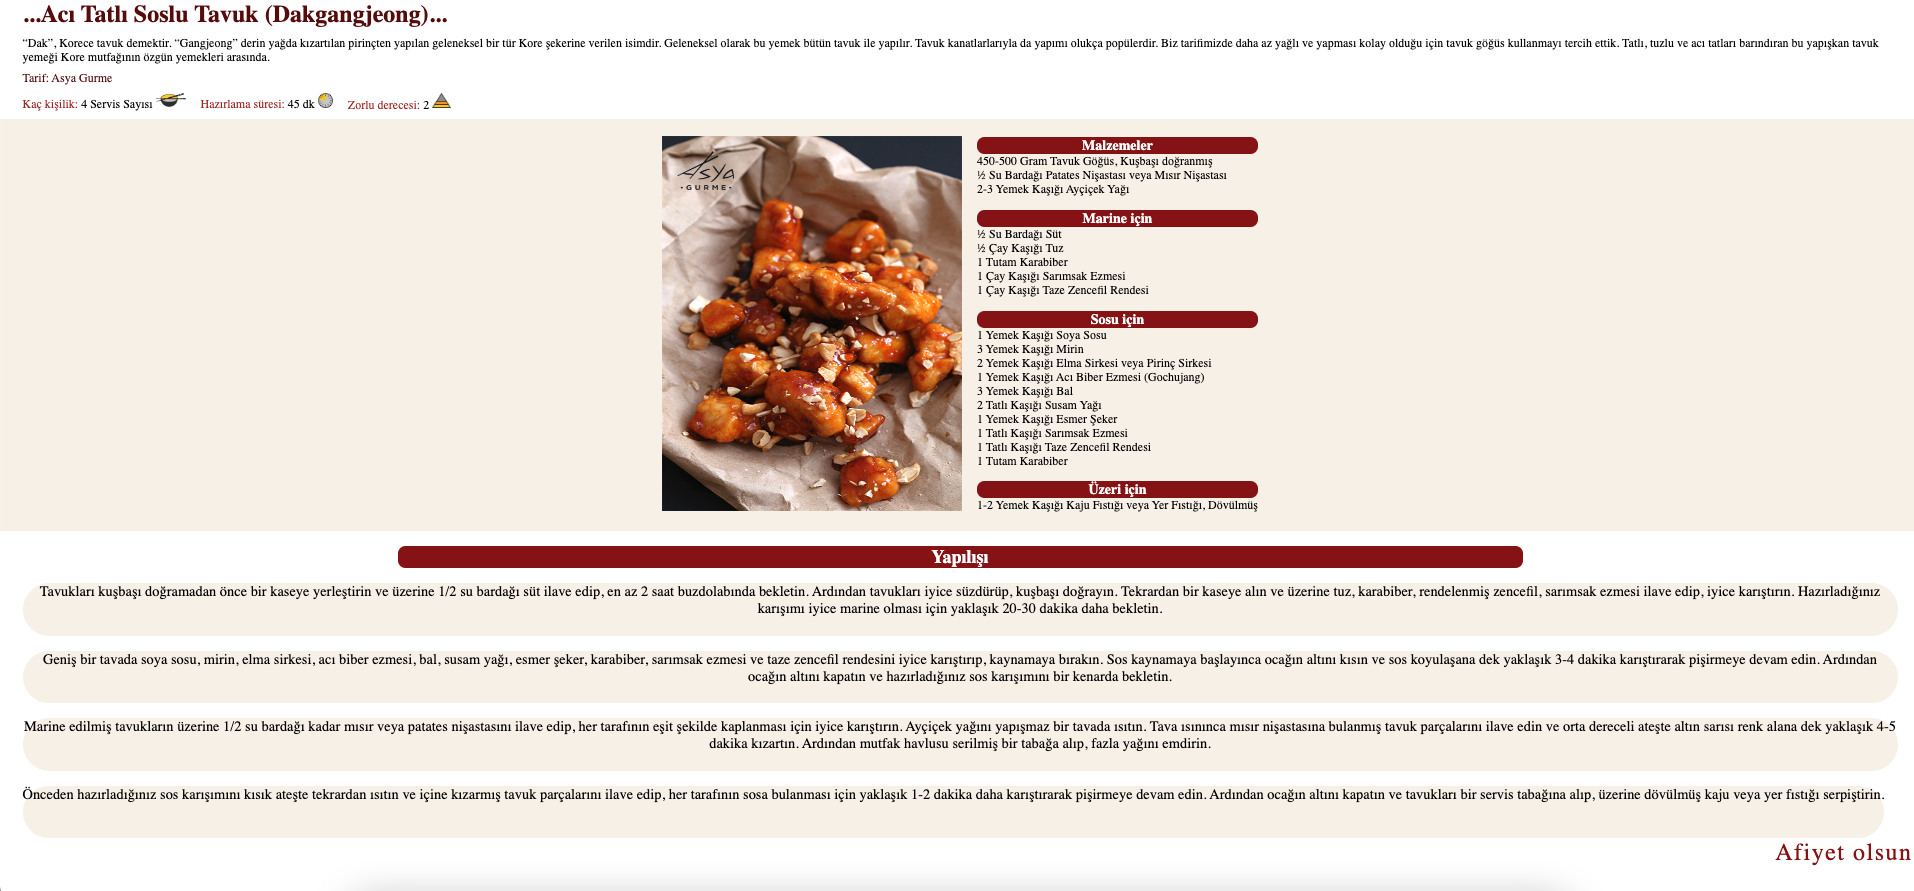 ...Acı Tatlı Soslu Tavuk (Dakgangjeong)...
“Dak”, Korece tavuk demektir. “Gangjeong” derin yağda kızartılan pirinçten yapılan geleneksel bir tür Kore şekerine verilen isimdir. Geleneksel olarak bu yemek bütün tavuk ile yapılır. Tavuk kanatlarlarıyla da yapımı olukça popülerdir. Biz tarifimizde daha az yağlı ve yapması kolay olduğu için tavuk göğüs kullanmayı tercih ettik. Tatlı, tuzlu ve acı tatları barındıran bu yapışkan tavuk
yemeği Kore mutfağının özgün yemekleri arasında.
Tarif: Asya Gurme
Kaç kişilik: 4 Servis Sayısı Hazırlama süresi: 45 dk Zorlu derecesi: 2
Asya
·GURME·
Malzemeler
450-500 Gram Tavuk Göğüs, Kuşbaşı doğranmış
½ Su Bardağı Patates Nişastası veya Mısır Nişastası
2-3 Yemek Kaşığı Ayçiçek Yağı
Marine için
½ Su Bardağı Süt
½ Çay Kaşığı Tuz
1 Tutam Karabiber
1 Çay Kaşığı Sarımsak Ezmesi
1 Çay Kaşığı Taze Zencefil Rendesi
Sosu için
1 Yemek Kaşığı Soya Sosu
3 Yemek Kaşığı Mirin
2 Yemek Kaşığı Elma Sirkesi veya Pirinç Sirkesi
1 Yemek Kaşığı Acı Biber Ezmesi (Gochujang)
3 Yemek Kaşığı Bal
2 Tatlı Kaşığı Susam Yağı
1 Yemek Kaşığı Esmer Şeker
1 Tatlı Kaşığı Sarımsak Ezmesi
1 Tatlı Kaşığı Taze Zencefil Rendesi
1 Tutam Karabiber
Üzeri için
1-2 Yemek Kaşığı Kaju Fıstığı veya Yer Fıstığı, Dövülmüş
Yapılışı
Tavukları kuşbaşı doğramadan önce bir kaseye yerleştirin ve üzerine 1/2 su bardağı süt ilave edip, en az 2 saat buzdolabında bekletin. Ardından tavukları iyice süzdürüp, kuşbaşı doğrayın. Tekrardan bir kaseye alın ve üzerine tuz, karabiber, rendelenmiş zencefil, sarımsak ezmesi ilave edip, iyice karıştırın. Hazırladığınız
karışımı iyice marine olması için yaklaşık 20-30 dakika daha bekletin.
Geniş bir tavada soya sosu, mirin, elma sirkesi, acı biber ezmesi, bal, susam yağı, esmer şeker, karabiber, sarımsak ezmesi ve taze zencefil rendesini iyice karıştırıp, kaynamaya bırakın. Sos kaynamaya başlayınca ocağın altını kısın ve sos koyulaşana dek yaklaşık 3-4 dakika karıştırarak pişirmeye devam edin. Ardından
ocağın altını kapatın ve hazırladığınız sos karışımını bir kenarda bekletin.
Marine edilmiş tavukların üzerine 1/2 su bardağı kadar mısır veya patates nişastasını ilave edip, her tarafının eşit şekilde kaplanması için iyice karıştırın. Ayçiçek yağını yapışmaz bir tavada ısıtın. Tava ısınınca mısır nişastasına bulanmış tavuk parçalarını ilave edin ve orta dereceli ateşte altın sarısı renk alana dek yaklaşık 4-5
dakika kızartın. Ardından mutfak havlusu serilmiş bir tabağa alıp, fazla yağını emdirin.
Önceden hazırladığınız sos karışımını kısık ateşte tekrardan ısıtın ve içine kızarmış tavuk parçalarını ilave edip, her tarafının sosa bulanması için yaklaşık 1-2 dakika daha karıştırarak pişirmeye devam edin. Ardından ocağın altını kapatın ve tavukları bir servis tabağına alıp, üzerine dövülmüş kaju veya yer fıstığı serpiştirin.
Afiyet olsun